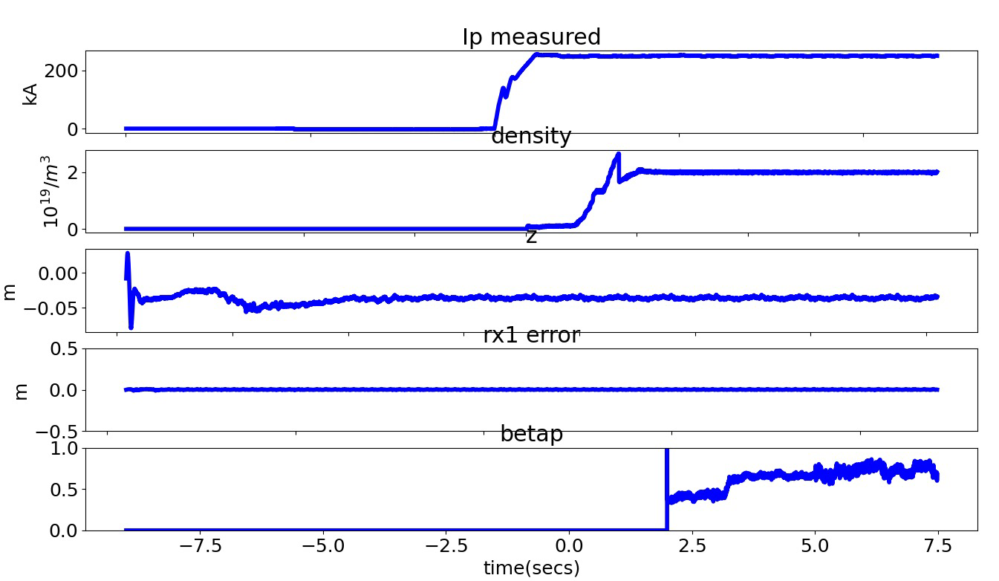 Ip measured
200
kA
0
density
2
10^19/m^3
0
z
0.00
m
−0.05
rx1 error
0.5
0.0
m
−0.5
betap
1.0
0.5
0.0
−7.5 −5.0 −2.5 0.0 2.5 5.0 7.5
time(secs)